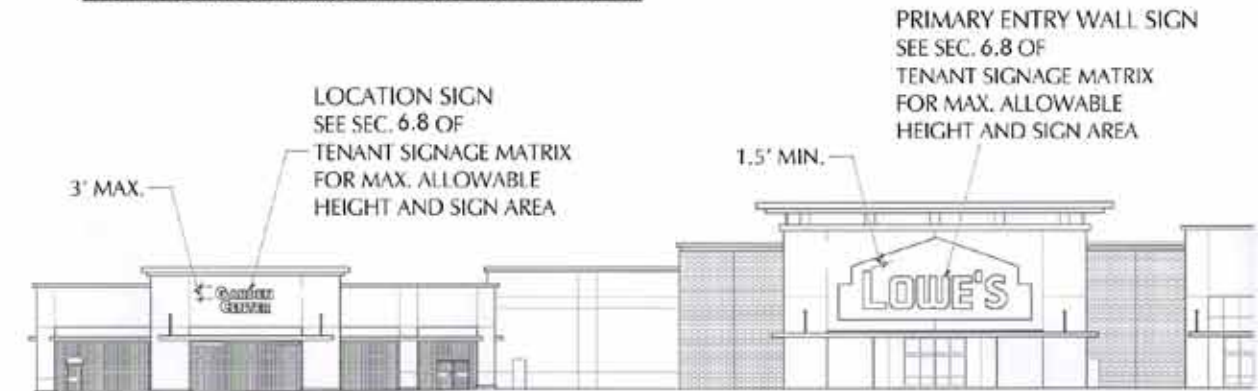 PRIMARY ENTRY WALL SIGN
SEE SEC. 6.8 OF
TENANT SIGNAGE MATRIX
FOR MAX. ALLOWABLE
HEIGHT AND SIGN AREA
LOCATION SIGN
SEE SEC. 6.8 OF
TENANT SIGNAGE MATRIX
FOR MAX. ALLOWABLE
HEIGHT AND SIGN AREA
1.5' MIN.
3' MAX.
GARDEN
CENTER
LOWE'S